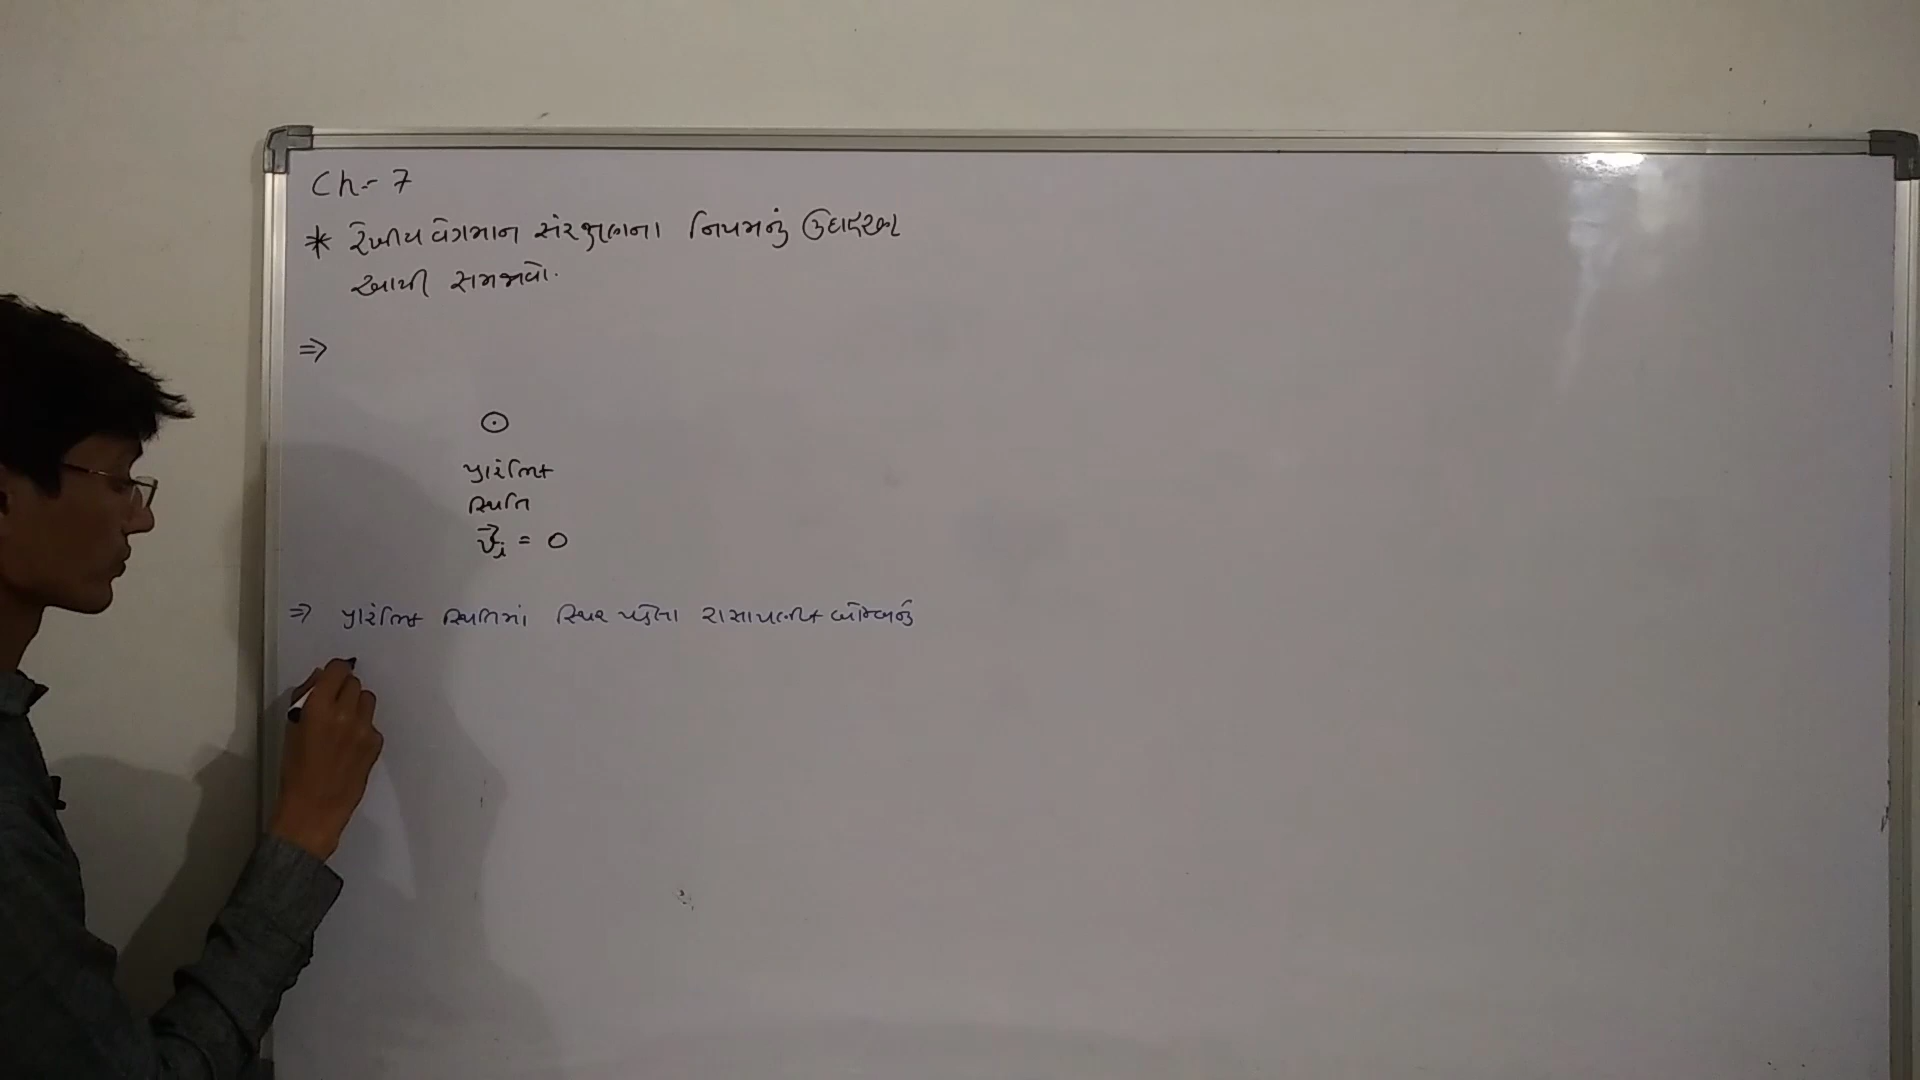 Ch-7
* રેખીય વેગમાન સંરક્ષણના નિયમનું ઉદાહરણ
આપી સમજાવો.
⇒
પ્રારંભિક
સ્થિતિ
v⃗i = 0
⇒ પ્રારંભિક સ્થિતિમાં સ્થિર પડેલા રાસાયણીક બોમ્બનું